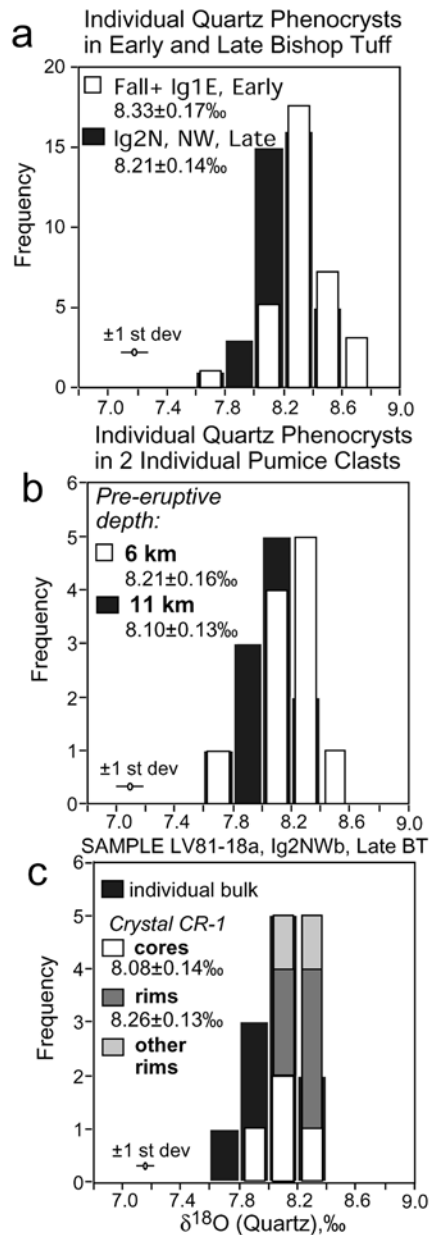 a
Individual Quartz Phenocrysts
in Early and Late Bishop Tuff
20
15
10
5
0
Frequency
Fall+ Ig1E, Early
8.33±0.17‰
Ig2N, NW, Late
8.21±0.14‰
±1 st dev
7.0 7.4 7.8 8.2 8.6 9.0
Individual Quartz Phenocrysts
in 2 Individual Pumice Clasts
b
6
5
4
3
2
1
0
Frequency
Pre-eruptive
depth:
6 km
8.21±0.16‰
11 km
8.10±0.13‰
±1 st dev
7.0 7.4 7.8 8.2 8.6 9.0
SAMPLE LV81-18a, Ig2NWb, Late BT
c
6
5
4
3
2
1
0
Frequency
individual bulk
Crystal CR-1
cores
8.08±0.14‰
rims
8.26±0.13‰
other
rims
±1 st dev
7.0 7.4 7.8 8.2 8.6 9.0
δ18O (Quartz),‰